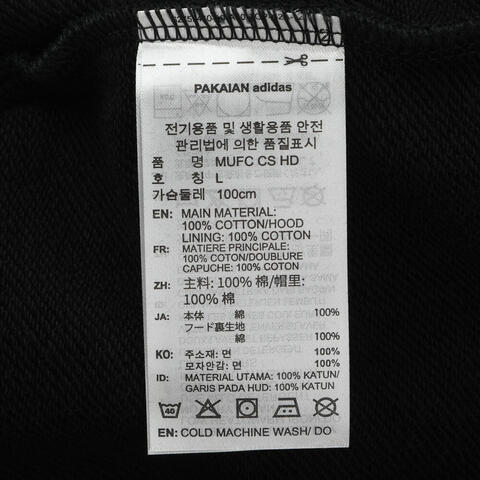 PAKAIAN adidas
전기용품 및 생활용품 안전
관리법에 의한 품질표시
품 명 MUFC CS HD
호 칭 L
가슴둘레 100cm
EN: MAIN MATERIAL:
100% COTTON/HOOD
LINING: 100% COTTON
FR: MATIERE PRINCIPALE:
100% COTON/DOUBLURE
CAPUCHE: 100% COTON
ZH: 主料: 100% 棉/帽里:
100% 棉
JA: 本体 綿 100%
フード裏生地
綿 100%
KO: 주소재: 면 100%
모자안감: 면 100%
ID: MATERIAL UTAMA: 100% KATUN/
GARIS PADA HUD: 100% KATUN
40
EN: COLD MACHINE WASH/ DO